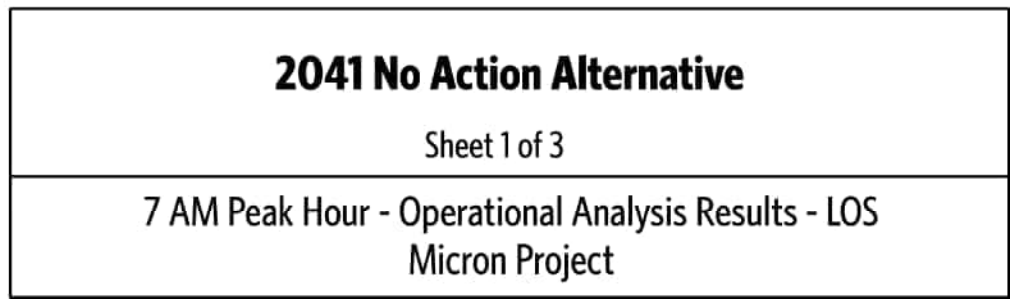 2041 No Action Alternative
Sheet 1 of 3
7 AM Peak Hour - Operational Analysis Results - LOS
Micron Project